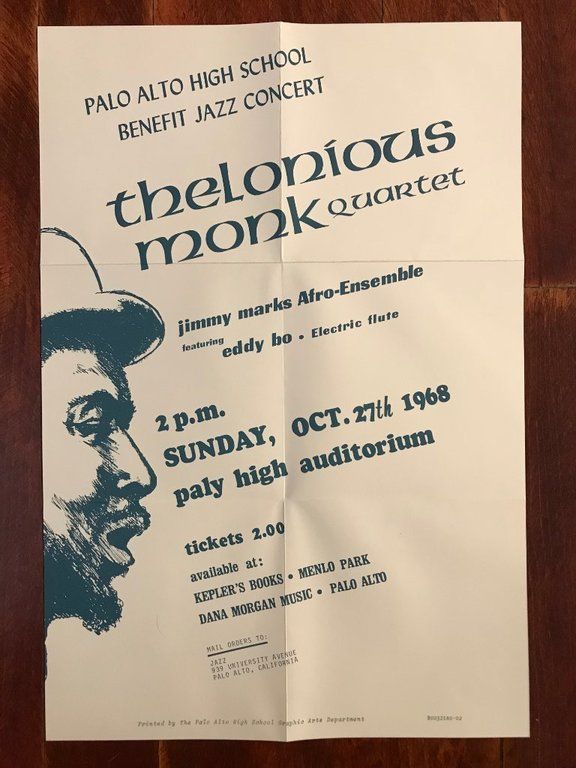 PALO ALTO HIGH SCHOOL
BENEFIT JAZZ CONCERT
thelonious
monk quartet
jimmy marks Afro-Ensemble
featuring eddy bo • Electric flute
2 p.m.
SUNDAY, OCT. 27th 1968
paly high auditorium
tickets 2.00
available at:
KEPLER'S BOOKS • MENLO PARK
DANA MORGAN MUSIC • PALO ALTO
MAIL ORDERS TO:
JAZZ
939 UNIVERSITY AVENUE
PALO ALTO, CALIFORNIA
Printed by The Palo Alto High School Graphic Arts Department